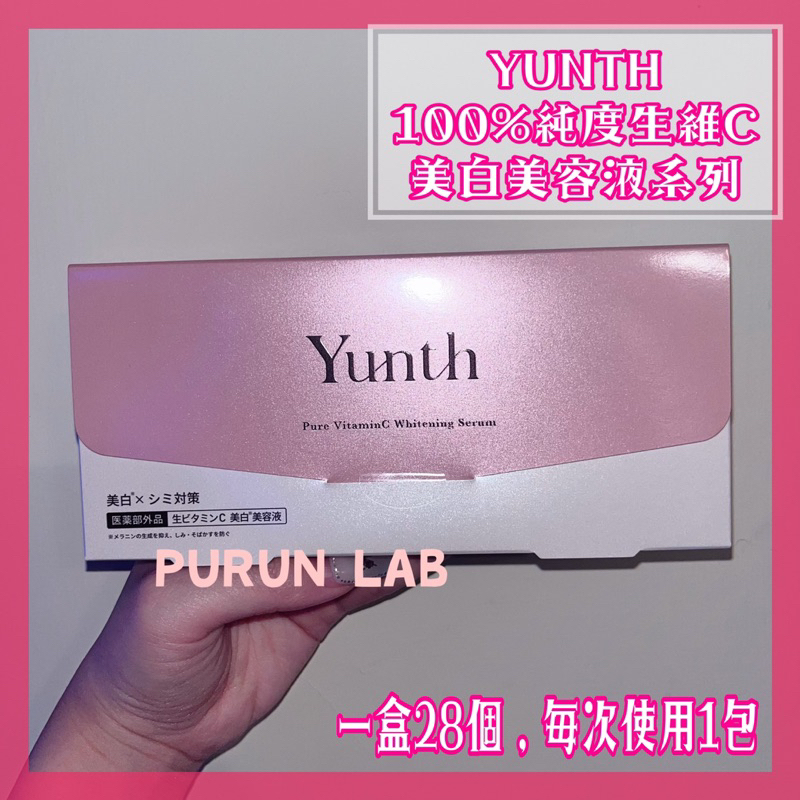 YUNTH
100%純度生維C
美白美容液系列
Yunth
Pure VitaminC Whitening Serum
美白※×シミ対策
医薬部外品 生ビタミンC 美白※美容液
※メラニンの生成を抑え、しみ・そばかすを防ぐ
PURUN LAB
一盒28個，每次使用1包